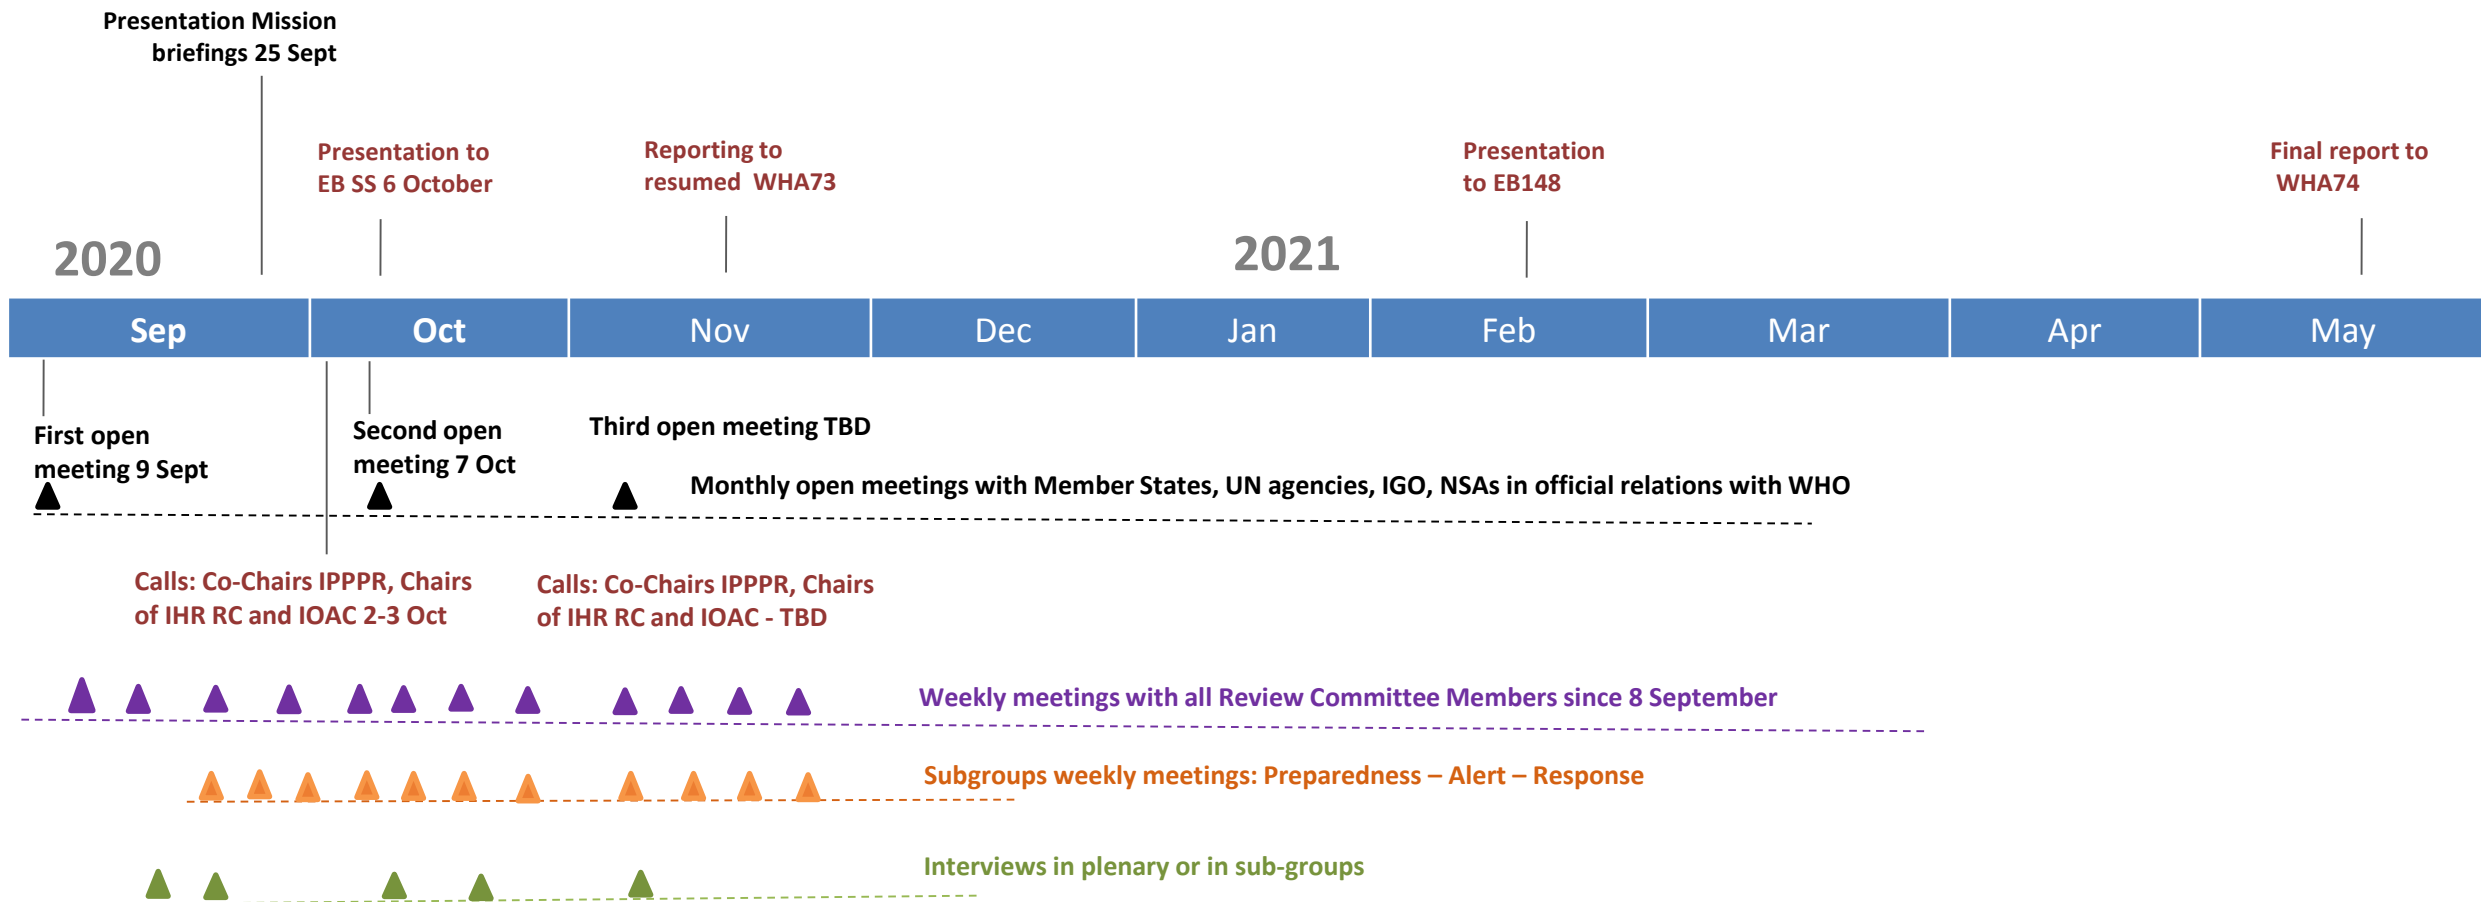 Presentation Mission
briefings 25 Sept
Presentation to
EB SS 6 October
Reporting to
resumed  WHA73
Presentation
to EB148
Final report to
WHA74
2020
2021
Sep
Oct
Nov
Dec
Jan
Feb
Mar
Apr
May
First open
meeting 9 Sept
Second open
meeting 7 Oct
Third open meeting TBD
Monthly open meetings with Member States, UN agencies, IGO, NSAs in official relations with WHO
Calls: Co-Chairs IPPPR, Chairs
of IHR RC and IOAC 2-3 Oct
Calls: Co-Chairs IPPPR, Chairs
of IHR RC and IOAC - TBD
Weekly meetings with all Review Committee Members since 8 September
Subgroups weekly meetings: Preparedness – Alert – Response
Interviews in plenary or in sub-groups